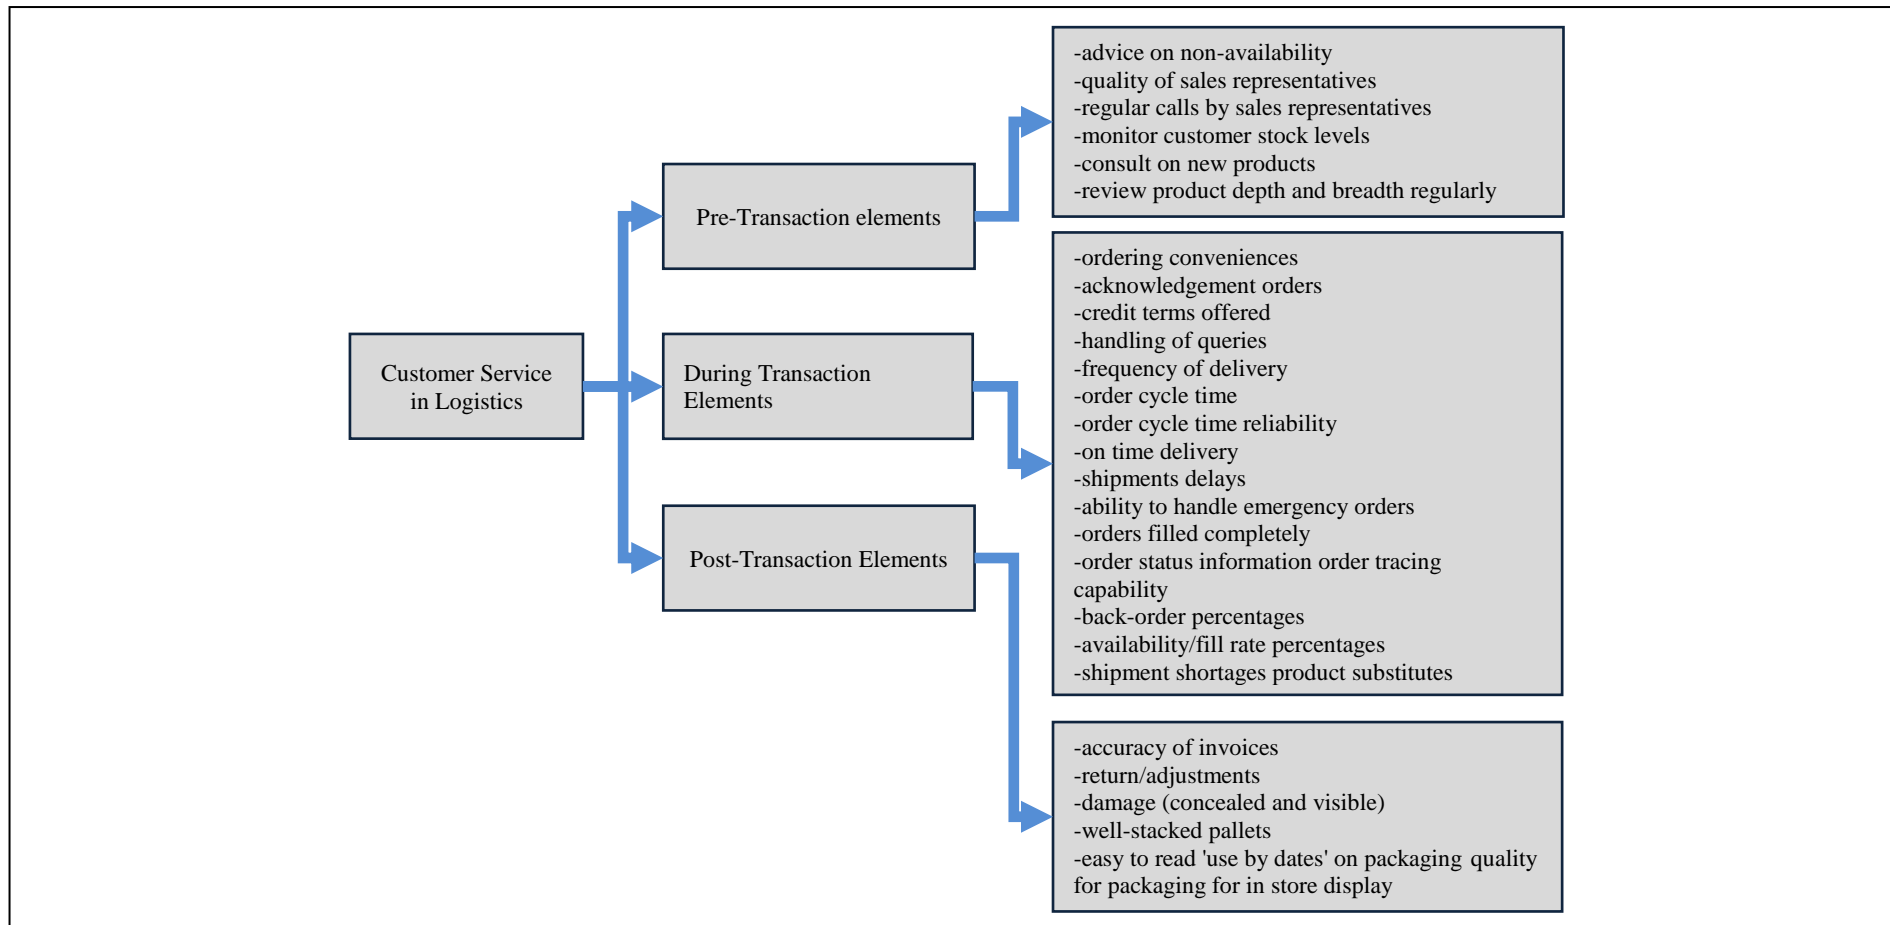 Customer Service
in Logistics
Pre-Transaction elements
-advice on non-availability
-quality of sales representatives
-regular calls by sales representatives
-monitor customer stock levels
-consult on new products
-review product depth and breadth regularly
During Transaction
Elements
-ordering conveniences
-acknowledgement orders
-credit terms offered
-handling of queries
-frequency of delivery
-order cycle time
-order cycle time reliability
-on time delivery
-shipments delays
-ability to handle emergency orders
-orders filled completely
-order status information order tracing
capability
-back-order percentages
-availability/fill rate percentages
-shipment shortages product substitutes
Post-Transaction Elements
-accuracy of invoices
-return/adjustments
-damage (concealed and visible)
-well-stacked pallets
-easy to read 'use by dates' on packaging quality
for packaging for in store display